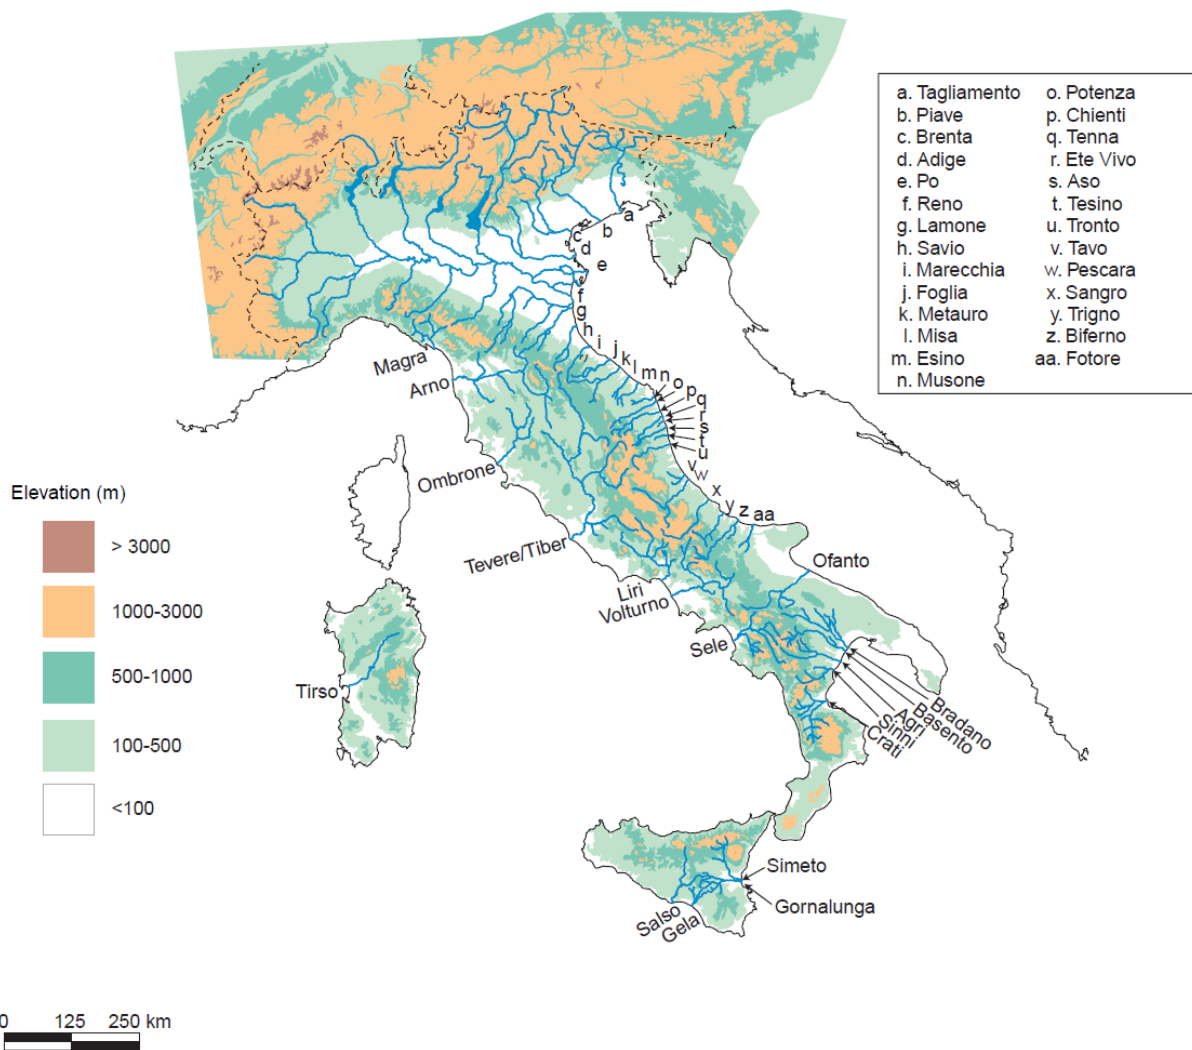 a. Tagliamento
b. Piave
c. Brenta
d. Adige
e. Po
f. Reno
g. Lamone
h. Savio
i. Marecchia
j. Foglia
k. Metauro
l. Misa
m. Esino
n. Musone
o. Potenza
p. Chienti
q. Tenna
r. Ete Vivo
s. Aso
t. Tesino
u. Tronto
v. Tavo
w. Pescara
x. Sangro
y. Trigno
z. Biferno
aa. Fotore
a
b
c
d
e
f
g
h
i
j
k
l
m
n
o
p
q
r
s
t
u
v
w
x
y
z
aa
Magra
Arno
Ombrone
Tevere/Tiber
Liri
Volturno
Sele
Ofanto
Bradano
Basento
Agri
Sinni
Crati
Tirso
Simeto
Gornalunga
Salso
Gela
Elevation (m)
> 3000
1000-3000
500-1000
100-500
<100
0 125 250 km